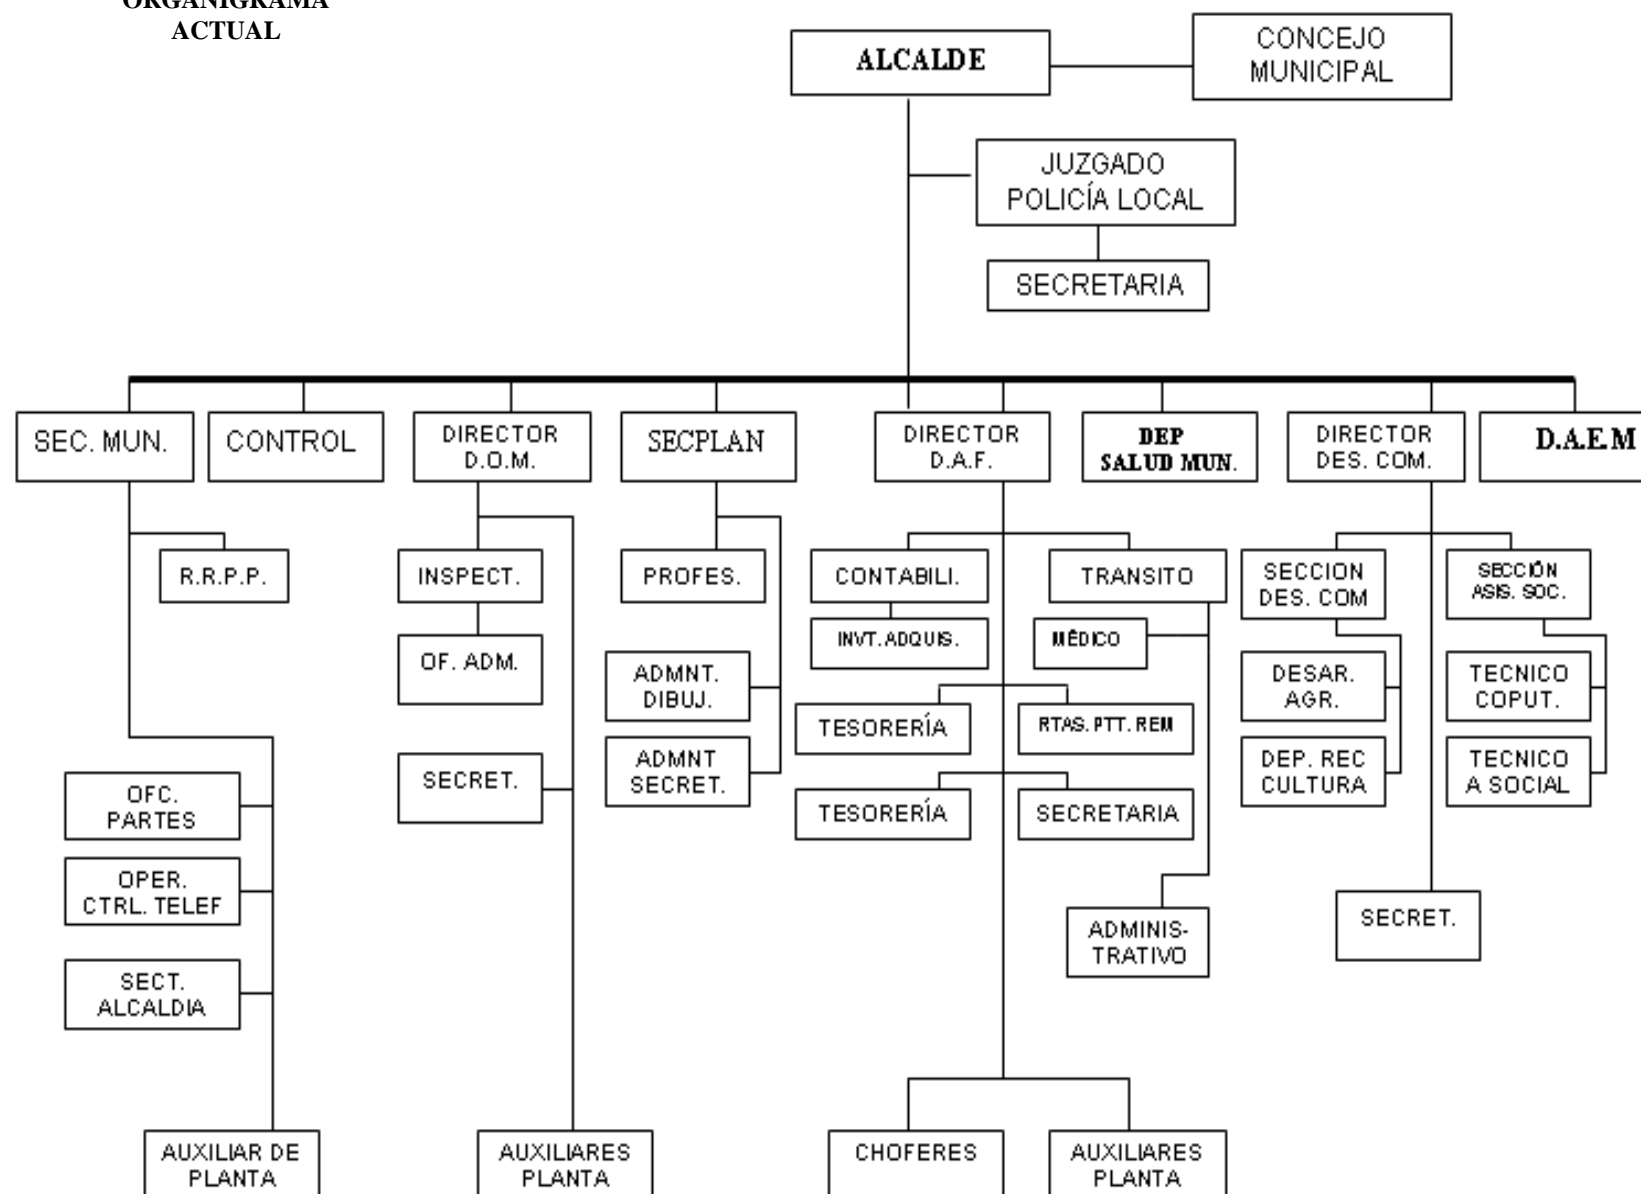 ORGANIGRAMA
ACTUAL
ALCALDE
CONCEJO
MUNICIPAL
JUZGADO
POLICÍA LOCAL
SECRETARIA
SEC. MUN.
CONTROL
DIRECTOR
D.O.M.
SECPLAN
DIRECTOR
D.A.F.
DEP
SALUD MUN.
DIRECTOR
DES. COM.
D.A.E.M
R.R.P.P.
INSPECT.
PROFES.
CONTABILI.
TRANSITO
SECCION
DES. COM
SECCIÓN
ASIS. SOC.
OF. ADM.
INVT. ADQUIS.
MÉDICO
ADMNT.
DIBUJ.
DESAR.
AGR.
TECNICO
COPUT.
TESORERÍA
RTAS. PTT. REM
SECRET.
ADMNT
SECRET.
DEP. REC
CULTURA
TECNICO
A SOCIAL
OFC.
PARTES
TESORERÍA
SECRETARIA
OPER.
CTRL. TELEF
ADMINIS-
TRATIVO
SECRET.
SECT.
ALCALDIA
AUXILIAR DE
PLANTA
AUXILIARES
PLANTA
CHOFERES
AUXILIARES
PLANTA